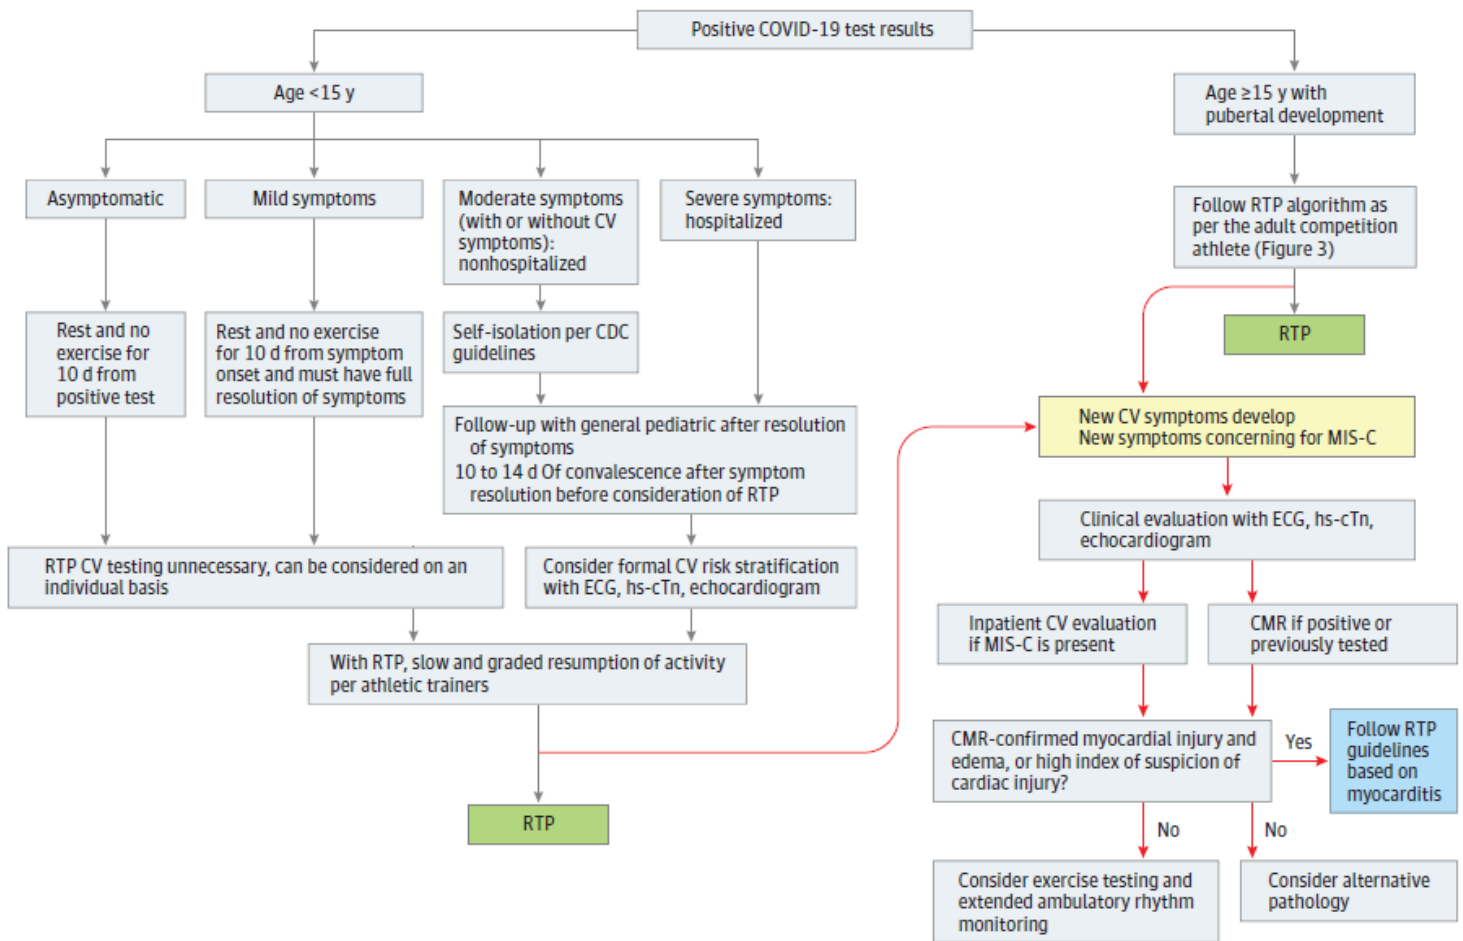 Positive COVID-19 test results
Age <15 y
Age ≥15 y with
pubertal development
Asymptomatic
Mild symptoms
Moderate symptoms
(with or without CV
symptoms):
nonhospitalized
Severe symptoms:
hospitalized
Follow RTP algorithm as
per the adult competition
athlete (Figure 3)
Rest and no
exercise for
10 d from
positive test
Rest and no exercise
for 10 d from symptom
onset and must have full
resolution of symptoms
Self-isolation per CDC
guidelines
RTP
Follow-up with general pediatric after resolution
of symptoms
10 to 14 d Of convalescence after symptom
resolution before consideration of RTP
New CV symptoms develop
New symptoms concerning for MIS-C
Clinical evaluation with ECG, hs-cTn,
echocardiogram
RTP CV testing unnecessary, can be considered on an
individual basis
Consider formal CV risk stratification
with ECG, hs-cTn, echocardiogram
Inpatient CV evaluation
if MIS-C is present
CMR if positive or
previously tested
With RTP, slow and graded resumption of activity
per athletic trainers
CMR-confirmed myocardial injury and
edema, or high index of suspicion of
cardiac injury?
Yes
Follow RTP
guidelines
based on
myocarditis
RTP
No
No
Consider exercise testing and
extended ambulatory rhythm
monitoring
Consider alternative
pathology